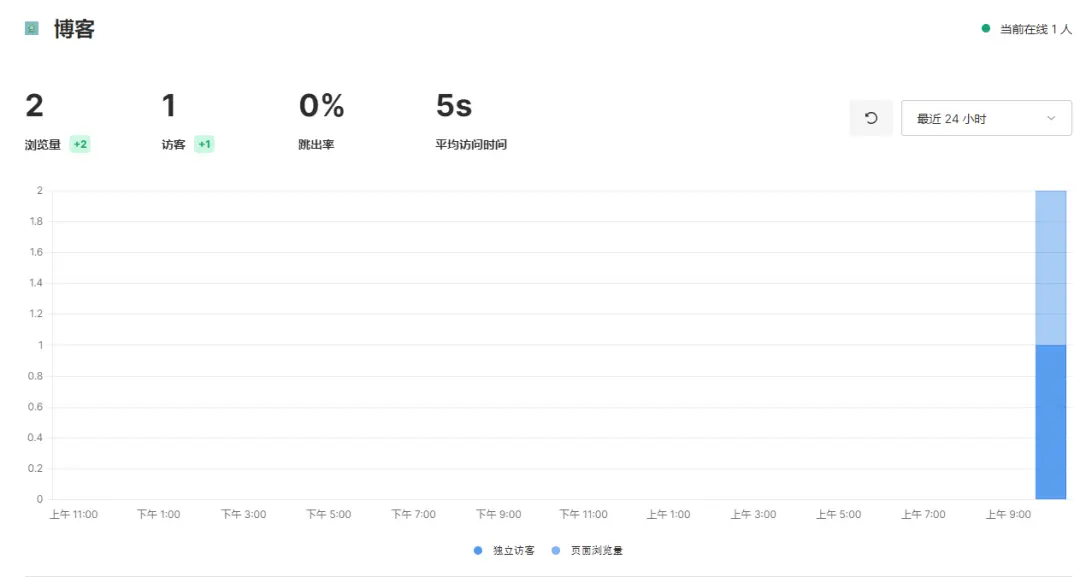 博客
当前在线 1 人
2
浏览量 +2
1
访客 +1
0%
跳出率
5s
平均访问时间
最近 24 小时
2
1.8
1.6
1.4
1.2
1
0.8
0.6
0.4
0.2
0
上午 11:00 下午 1:00 下午 3:00 下午 5:00 下午 7:00 下午 9:00 下午 11:00 上午 1:00 上午 3:00 上午 5:00 上午 7:00 上午 9:00
独立访客 页面浏览量